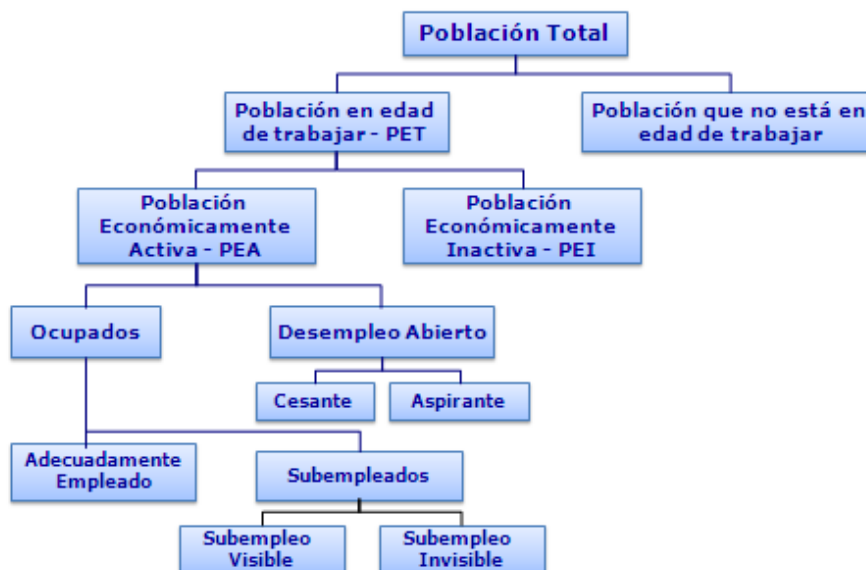 Población Total
Población en edad
de trabajar - PET
Población que no está en
edad de trabajar
Población
Económicamente
Activa - PEA
Población
Económicamente
Inactiva - PEI
Ocupados
Desempleo Abierto
Cesante
Aspirante
Adecuadamente
Empleado
Subempleados
Subempleo
Visible
Subempleo
Invisible